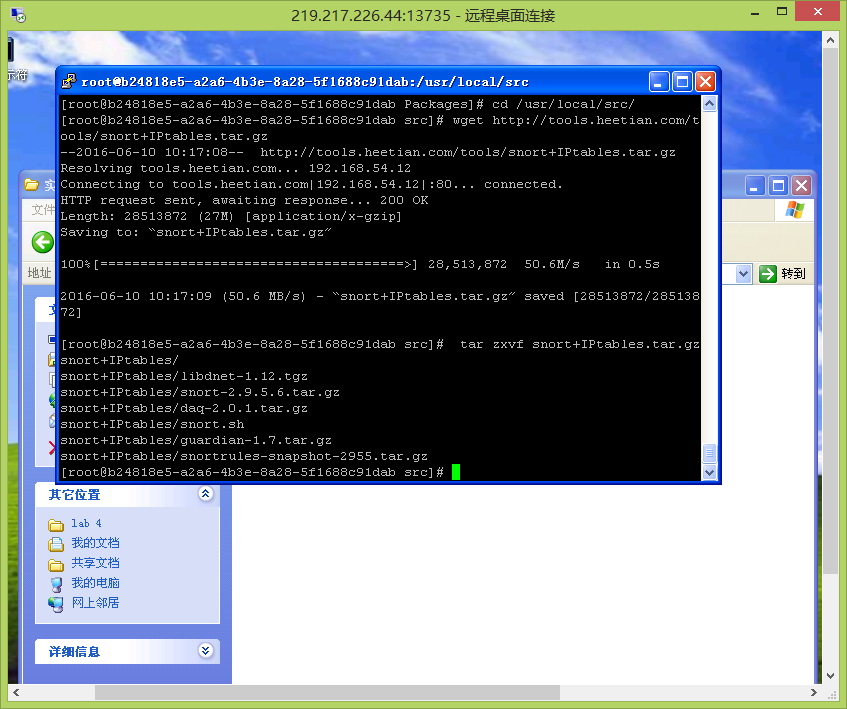 219.217.226.44:13735 - 远程桌面连接
示符
root@b24818e5-a2a6-4b3e-8a28-5f1688c91dab:/usr/local/src
[root@b24818e5-a2a6-4b3e-8a28-5f1688c91dab Packages]# cd /usr/local/src/
[root@b24818e5-a2a6-4b3e-8a28-5f1688c91dab src]# wget http://tools.heetian.com/t
ools/snort+IPtables.tar.gz
--2016-06-10 10:17:08--  http://tools.heetian.com/tools/snort+IPtables.tar.gz
Resolving tools.heetian.com... 192.168.54.12
Connecting to tools.heetian.com|192.168.54.12|:80... connected.
HTTP request sent, awaiting response... 200 OK
Length: 28513872 (27M) [application/x-gzip]
Saving to: “snort+IPtables.tar.gz”
100%[=====================================>] 28,513,872  50.6M/s   in 0.5s
2016-06-10 10:17:09 (50.6 MB/s) - “snort+IPtables.tar.gz” saved [28513872/285138
72]
[root@b24818e5-a2a6-4b3e-8a28-5f1688c91dab src]#  tar zxvf snort+IPtables.tar.gz
snort+IPtables/
snort+IPtables/libdnet-1.12.tgz
snort+IPtables/snort-2.9.5.6.tar.gz
snort+IPtables/daq-2.0.1.tar.gz
snort+IPtables/snort.sh
snort+IPtables/guardian-1.7.tar.gz
snort+IPtables/snortrules-snapshot-2955.tar.gz
[root@b24818e5-a2a6-4b3e-8a28-5f1688c91dab src]#
实
文件
地址
转到
文
其它位置
lab 4
我的文档
共享文档
我的电脑
网上邻居
详细信息